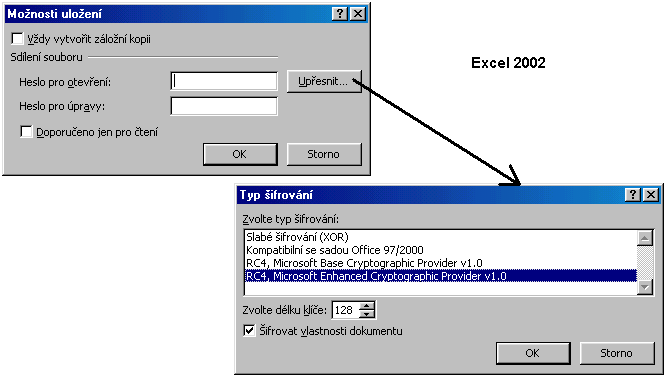 Možnosti uložení
Vždy vytvořit záložní kopii
Sdílení souboru
Heslo pro otevření:
Upřesnit...
Heslo pro úpravy:
Doporučeno jen pro čtení
OK
Storno
Excel 2002
Typ šifrování
Zvolte typ šifrování:
Slabé šifrování (XOR)
Kompatibilní se sadou Office 97/2000
RC4, Microsoft Base Cryptographic Provider v1.0
RC4, Microsoft Enhanced Cryptographic Provider v1.0
Zvolte délku klíče: 128
Šifrovat vlastnosti dokumentu
OK
Storno